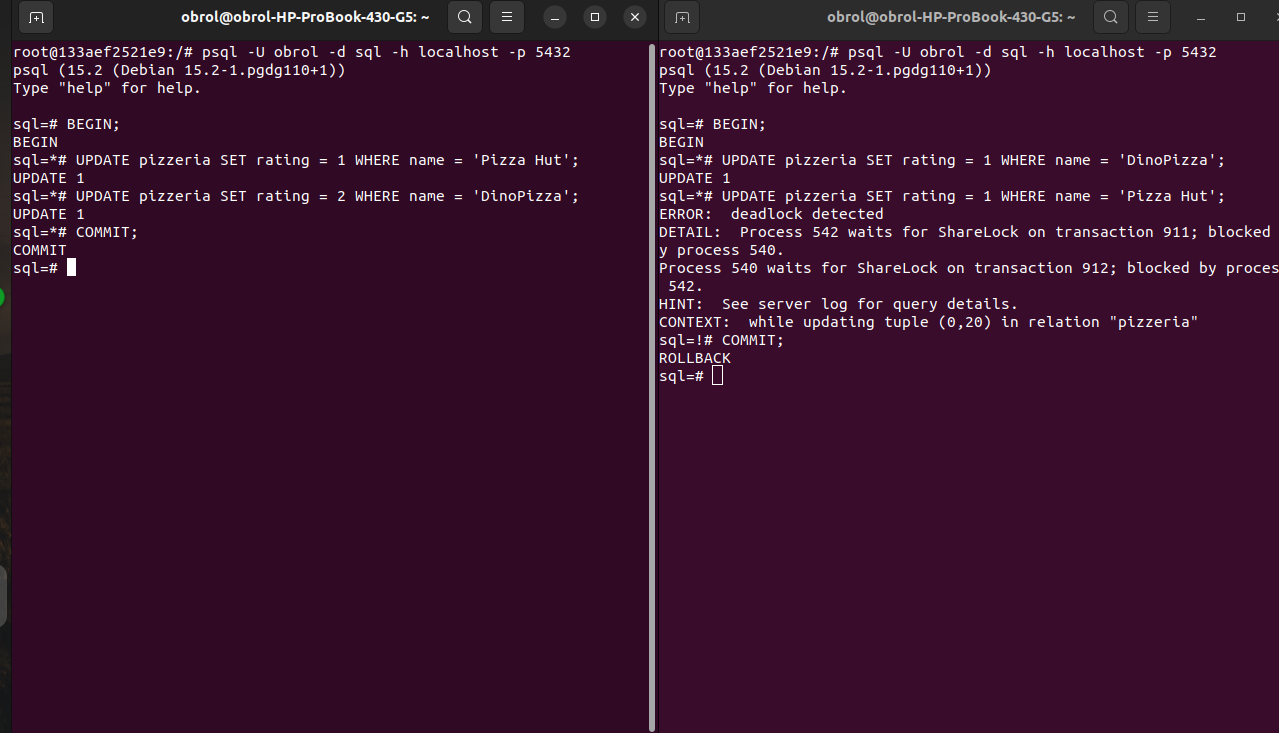 obrol@obrol-HP-ProBook-430-G5: ~
root@133aef2521e9:/# psql -U obrol -d sql -h localhost -p 5432
psql (15.2 (Debian 15.2-1.pgdg110+1))
Type "help" for help.
sql=# BEGIN;
BEGIN
sql=*# UPDATE pizzeria SET rating = 1 WHERE name = 'Pizza Hut';
UPDATE 1
sql=*# UPDATE pizzeria SET rating = 2 WHERE name = 'DinoPizza';
UPDATE 1
sql=*# COMMIT;
COMMIT
sql=#
obrol@obrol-HP-ProBook-430-G5: ~
root@133aef2521e9:/# psql -U obrol -d sql -h localhost -p 5432
psql (15.2 (Debian 15.2-1.pgdg110+1))
Type "help" for help.
sql=# BEGIN;
BEGIN
sql=*# UPDATE pizzeria SET rating = 1 WHERE name = 'DinoPizza';
UPDATE 1
sql=*# UPDATE pizzeria SET rating = 1 WHERE name = 'Pizza Hut';
ERROR:  deadlock detected
DETAIL:  Process 542 waits for ShareLock on transaction 911; blocked
y process 540.
Process 540 waits for ShareLock on transaction 912; blocked by proces
 542.
HINT:  See server log for query details.
CONTEXT:  while updating tuple (0,20) in relation "pizzeria"
sql=!# COMMIT;
ROLLBACK
sql=#